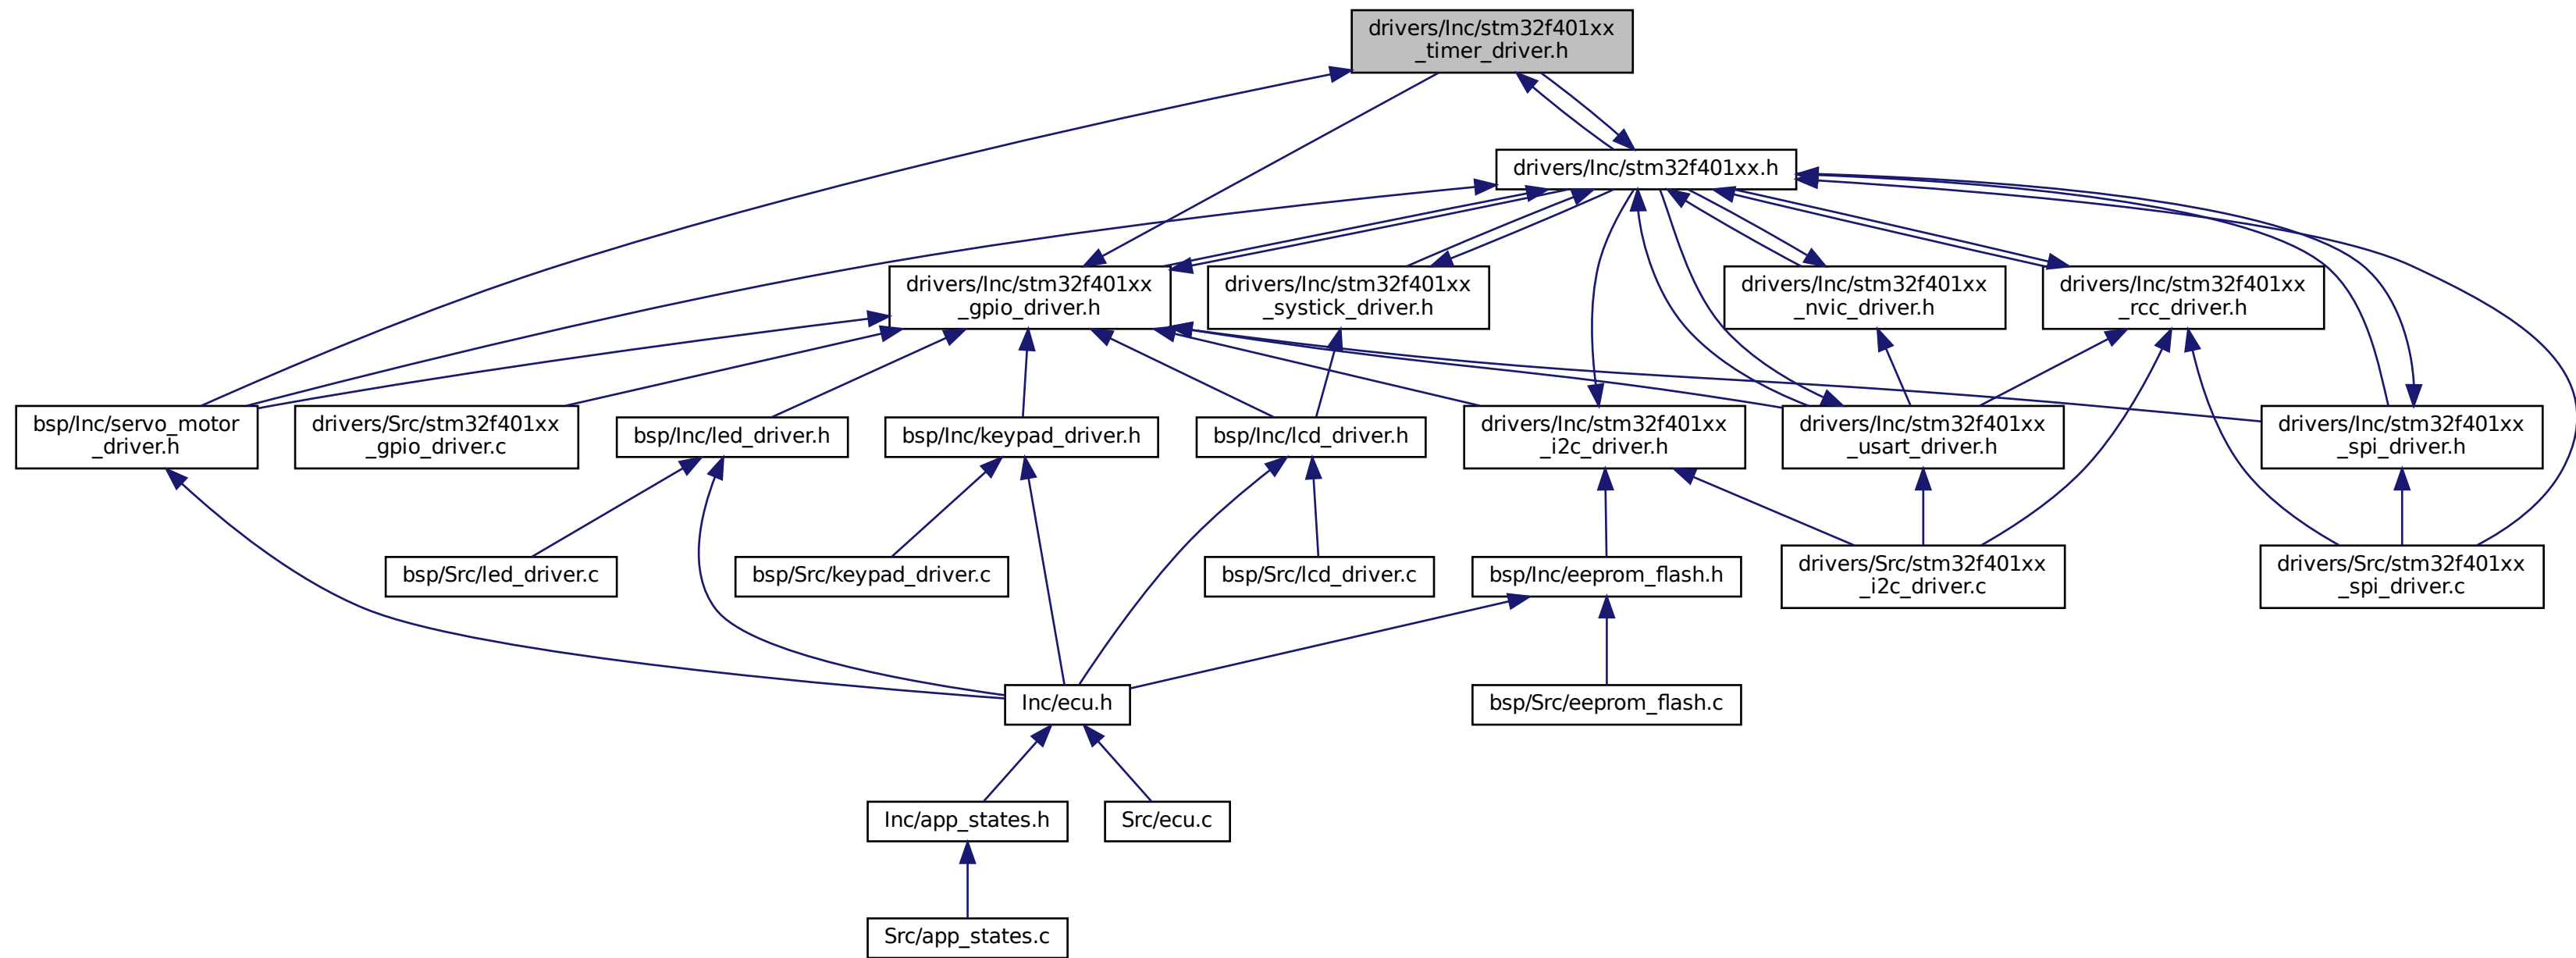 drivers/Inc/stm32f401xx
_timer_driver.h
drivers/Inc/stm32f401xx.h
drivers/Inc/stm32f401xx
_gpio_driver.h
drivers/Inc/stm32f401xx
_systick_driver.h
drivers/Inc/stm32f401xx
_nvic_driver.h
drivers/Inc/stm32f401xx
_rcc_driver.h
bsp/Inc/servo_motor
_driver.h
drivers/Src/stm32f401xx
_gpio_driver.c
bsp/Inc/led_driver.h
bsp/Inc/keypad_driver.h
bsp/Inc/lcd_driver.h
drivers/Inc/stm32f401xx
_i2c_driver.h
drivers/Inc/stm32f401xx
_usart_driver.h
drivers/Inc/stm32f401xx
_spi_driver.h
bsp/Src/led_driver.c
bsp/Src/keypad_driver.c
bsp/Src/lcd_driver.c
bsp/Inc/eeprom_flash.h
drivers/Src/stm32f401xx
_i2c_driver.c
drivers/Src/stm32f401xx
_spi_driver.c
Inc/ecu.h
bsp/Src/eeprom_flash.c
Inc/app_states.h
Src/ecu.c
Src/app_states.c